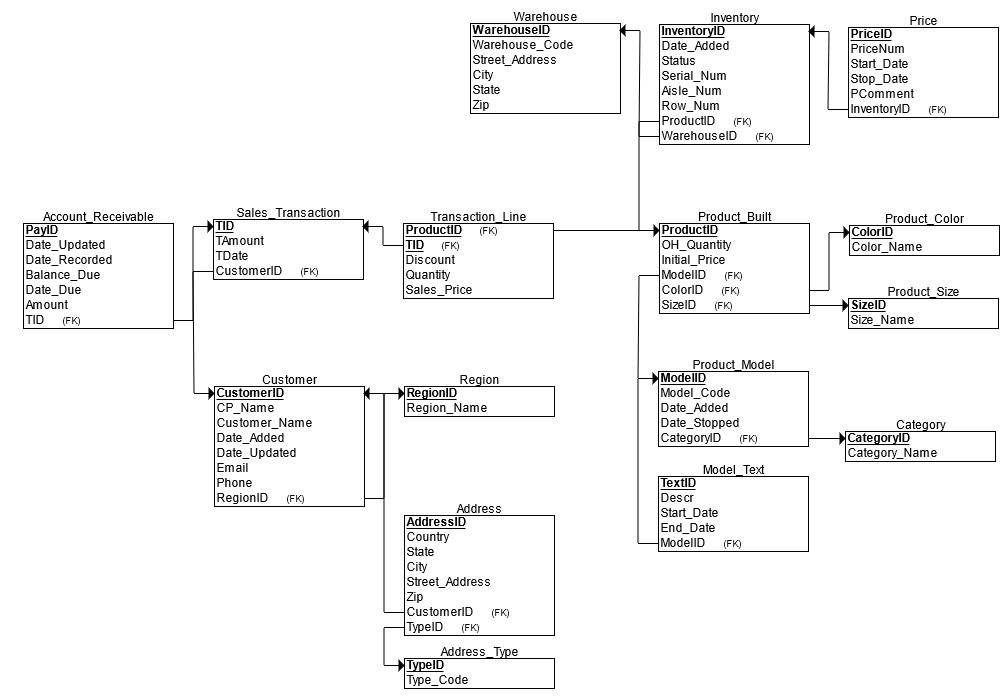 Warehouse
WarehouseID
Warehouse_Code
Street_Address
City
State
Zip
Inventory
InventoryID
Date_Added
Status
Serial_Num
Aisle_Num
Row_Num
ProductID (FK)
WarehouseID (FK)
Price
PriceID
PriceNum
Start_Date
Stop_Date
PComment
InventoryID (FK)
Account_Receivable
PayID
Date_Updated
Date_Recorded
Balance_Due
Date_Due
Amount
TID (FK)
Sales_Transaction
TID
TAmount
TDate
CustomerID (FK)
Transaction_Line
ProductID (FK)
TID (FK)
Discount
Quantity
Sales_Price
Product_Built
ProductID
OH_Quantity
Initial_Price
ModelID (FK)
ColorID (FK)
SizeID (FK)
Product_Color
ColorID
Color_Name
Product_Size
SizeID
Size_Name
Customer
CustomerID
CP_Name
Customer_Name
Date_Added
Date_Updated
Email
Phone
RegionID (FK)
Region
RegionID
Region_Name
Product_Model
ModelID
Model_Code
Date_Added
Date_Stopped
CategoryID (FK)
Category
CategoryID
Category_Name
Model_Text
TextID
Descr
Start_Date
End_Date
ModelID (FK)
Address
AddressID
Country
State
City
Street_Address
Zip
CustomerID (FK)
TypeID (FK)
Address_Type
TypeID
Type_Code